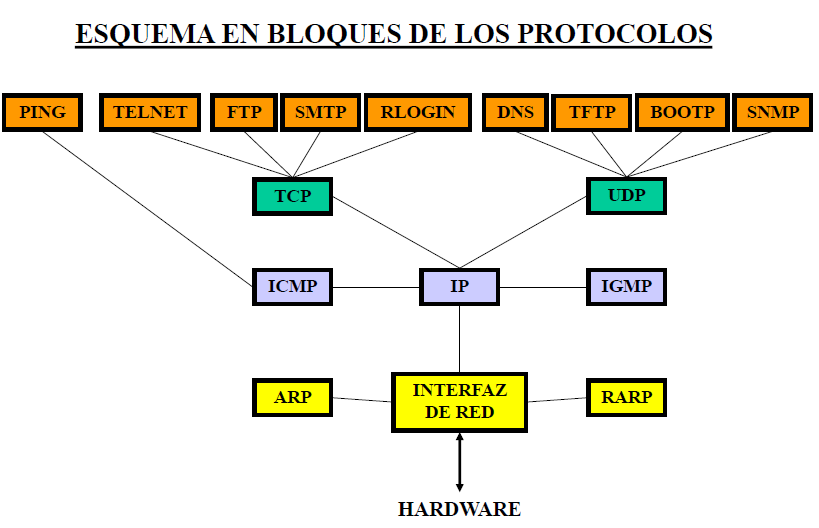 ESQUEMA EN BLOQUES DE LOS PROTOCOLOS
PING TELNET FTP SMTP RLOGIN DNS TFTP BOOTP SNMP
TCP UDP
ICMP IP IGMP
ARP INTERFAZ DE RED RARP
HARDWARE